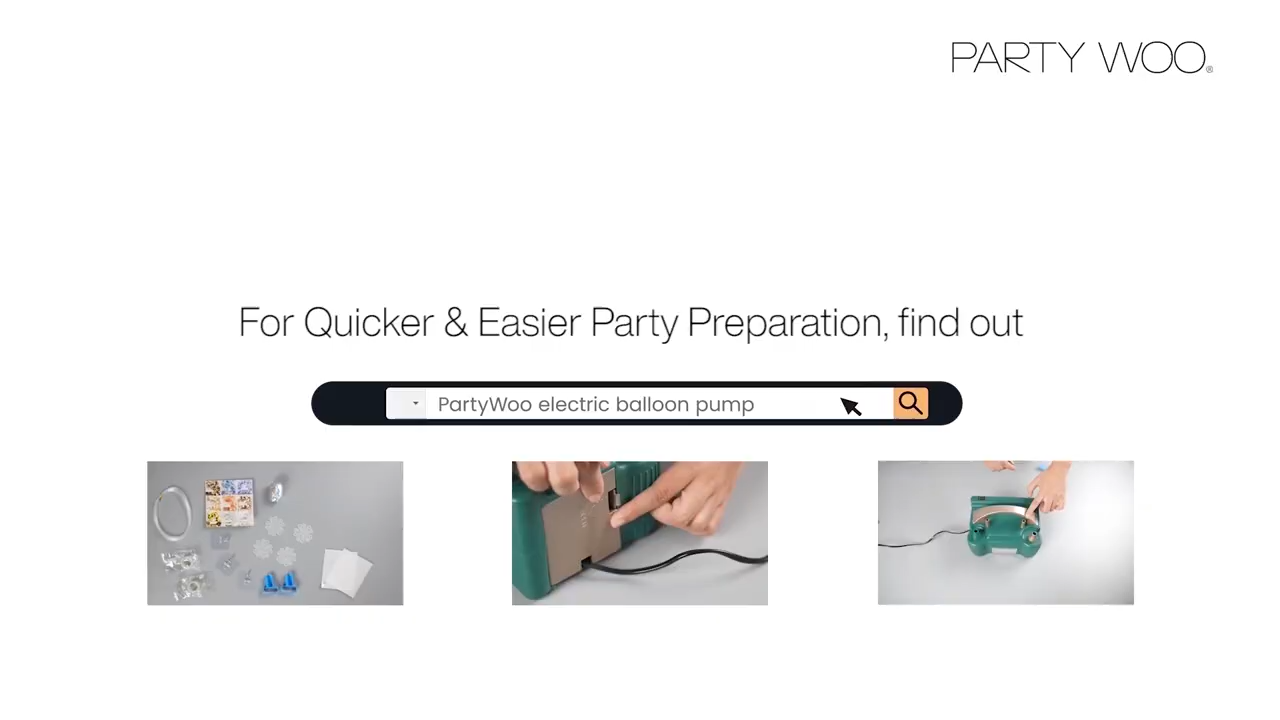 PARTY WOO®
For Quicker & Easier Party Preparation, find out
PartyWoo electric balloon pump